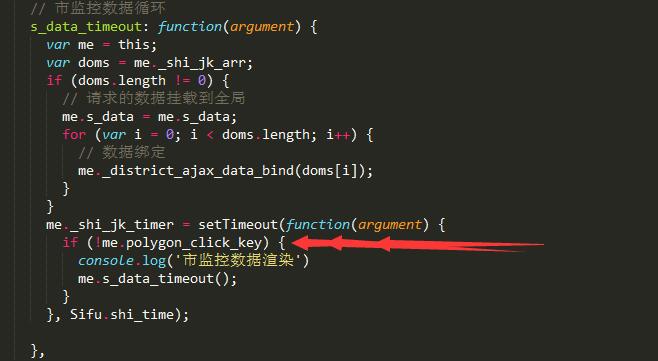 // 市监控数据循环
s_data_timeout: function(argument) {
var me = this;
var doms = me._shi_jk_arr;
if (doms.length != 0) {
// 请求的数据挂载到全局
me.s_data = me.s_data;
for (var i = 0; i < doms.length; i++) {
// 数据绑定
me._district_ajax_data_bind(doms[i]);
}
}
me._shi_jk_timer = setTimeout(function(argument) {
if (!me.polygon_click_key) {
console.log('市监控数据渲染')
me.s_data_timeout();
}
}, Sifu.shi_time);
},